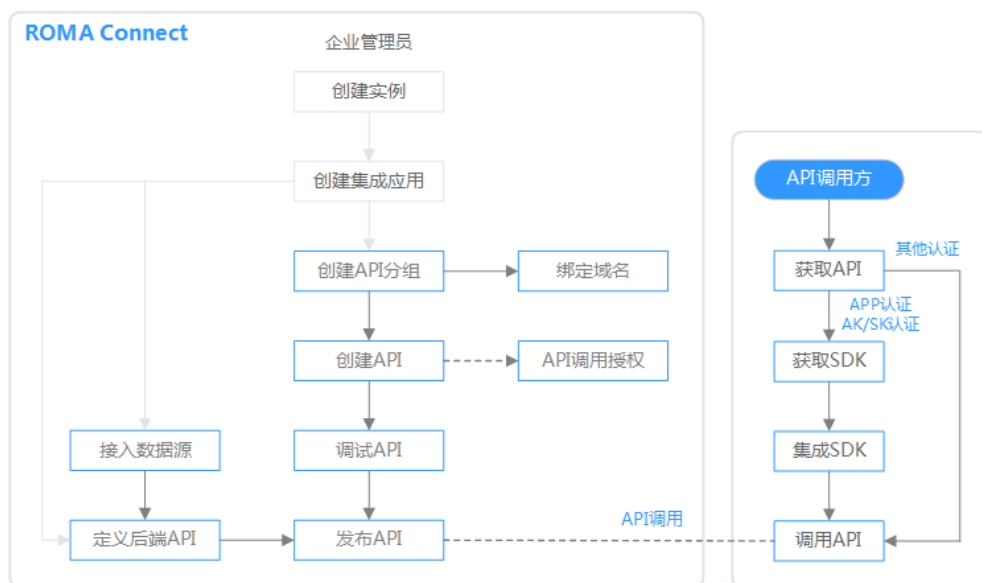 ROMA Connect
企业管理员
创建实例
创建集成应用
创建API分组
绑定域名
创建API
API调用授权
接入数据源
调试API
定义后端API
发布API
API调用
API调用方
其他认证
获取API
APP认证
AK/SK认证
获取SDK
集成SDK
调用API